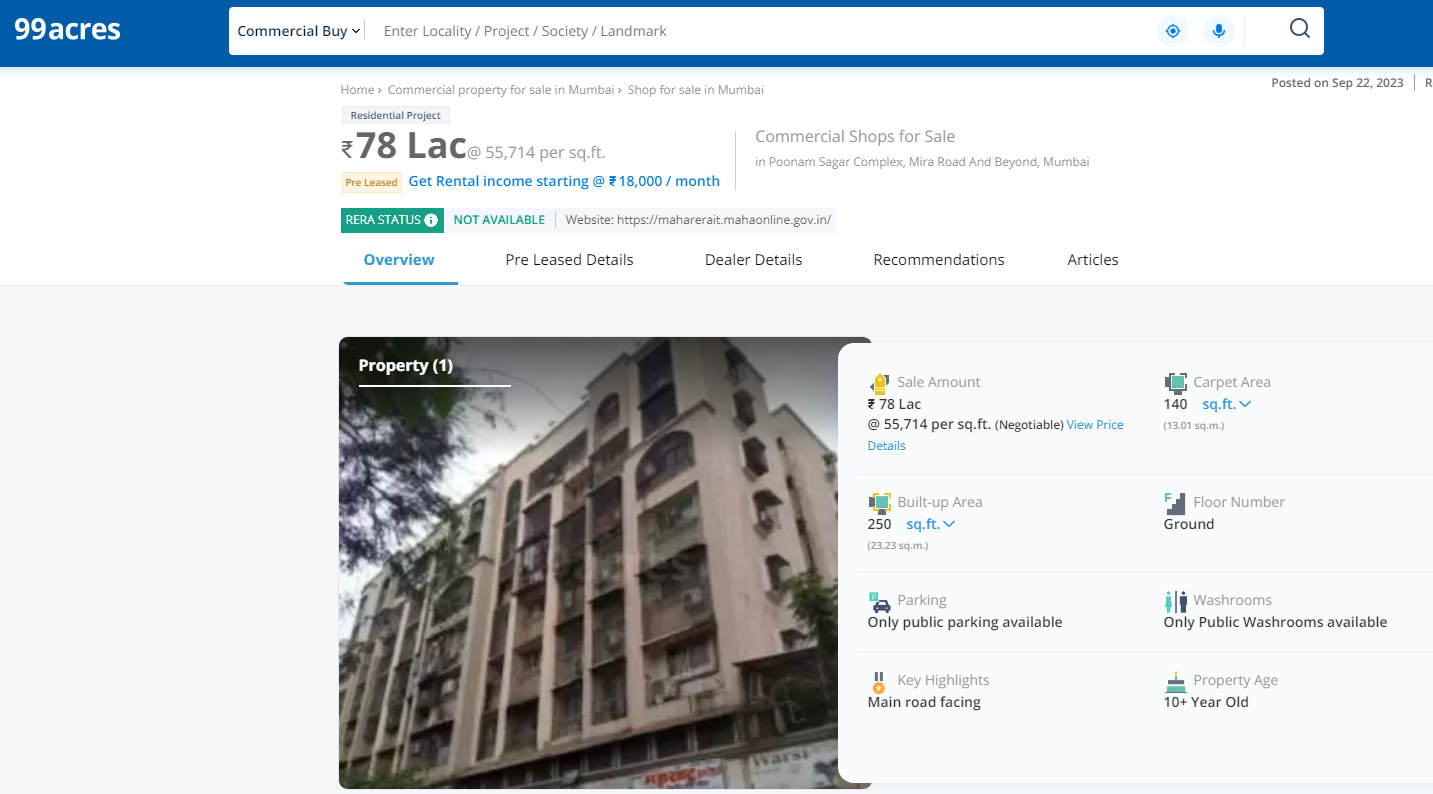 99acres
Commercial Buy
Enter Locality / Project / Society / Landmark
Posted on Sep 22, 2023
R
Home › Commercial property for sale in Mumbai › Shop for sale in Mumbai
Residential Project
₹78 Lac @ 55,714 per sq.ft.
Commercial Shops for Sale
in Poonam Sagar Complex, Mira Road And Beyond, Mumbai
Pre Leased Get Rental income starting @ ₹ 18,000 / month
RERA STATUS i NOT AVAILABLE Website: https://maharerait.mahaonline.gov.in/
Overview
Pre Leased Details
Dealer Details
Recommendations
Articles
Property (1)
Sale Amount
₹ 78 Lac
@ 55,714 per sq.ft. (Negotiable) View Price
Details
Carpet Area
140 sq.ft.
(13.01 sq.m.)
Built-up Area
250 sq.ft.
(23.23 sq.m.)
F
Floor Number
Ground
P
Parking
Only public parking available
Washrooms
Only Public Washrooms available
Key Highlights
Main road facing
Property Age
10+ Year Old